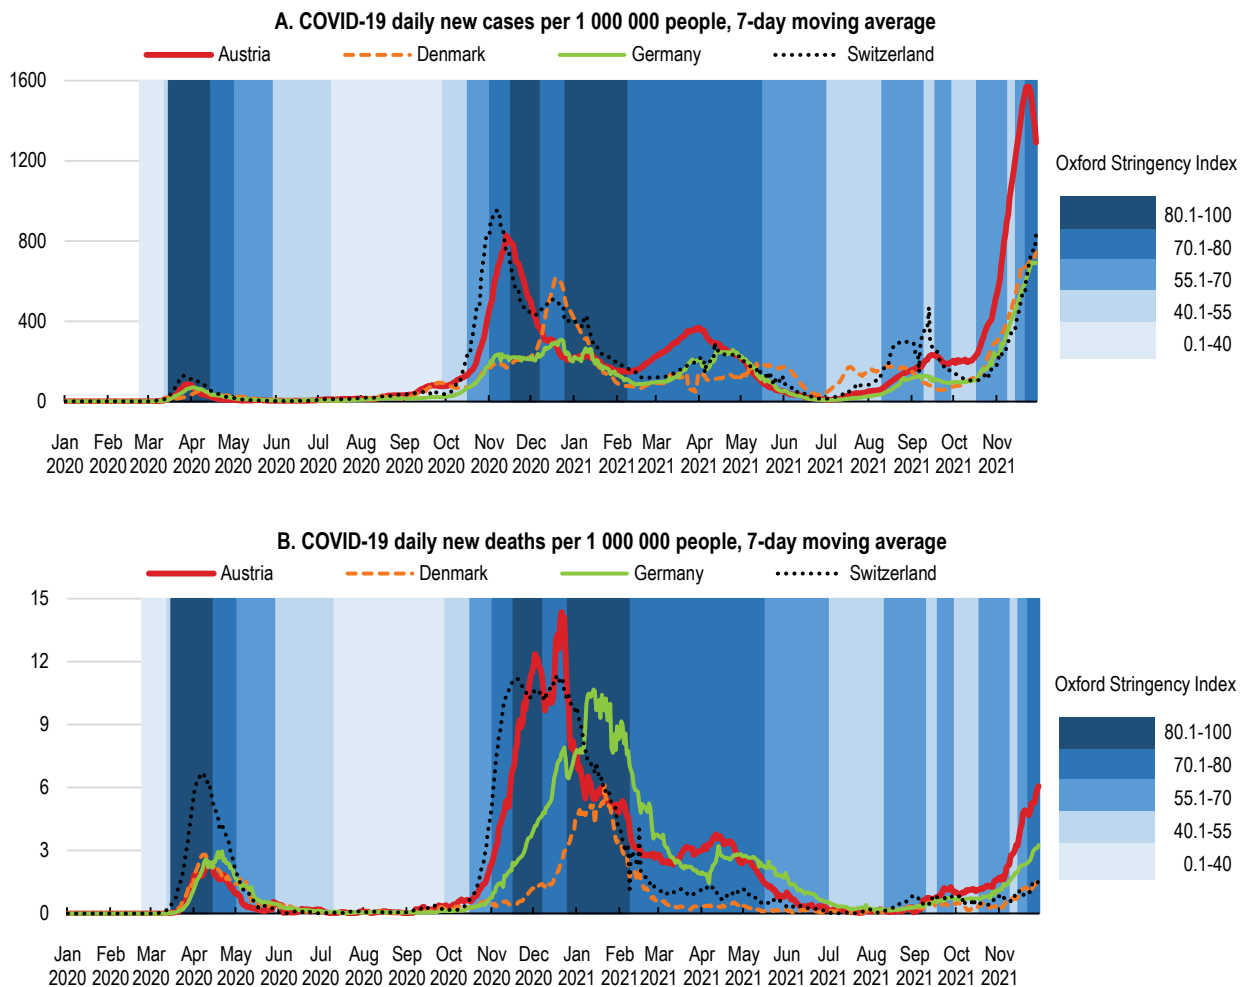 A. COVID-19 daily new cases per 1 000 000 people, 7-day moving average
Austria Denmark Germany Switzerland
1600
1200
800
400
0
Jan Feb Mar Apr May Jun Jul Aug Sep Oct Nov Dec Jan Feb Mar Apr May Jun Jul Aug Sep Oct Nov
2020 2020 2020 2020 2020 2020 2020 2020 2020 2020 2020 2020 2021 2021 2021 2021 2021 2021 2021 2021 2021 2021 2021
Oxford Stringency Index
80.1-100
70.1-80
55.1-70
40.1-55
0.1-40
B. COVID-19 daily new deaths per 1 000 000 people, 7-day moving average
Austria Denmark Germany Switzerland
15
12
9
6
3
0
Jan Feb Mar Apr May Jun Jul Aug Sep Oct Nov Dec Jan Feb Mar Apr May Jun Jul Aug Sep Oct Nov
2020 2020 2020 2020 2020 2020 2020 2020 2020 2020 2020 2020 2021 2021 2021 2021 2021 2021 2021 2021 2021 2021 2021
Oxford Stringency Index
80.1-100
70.1-80
55.1-70
40.1-55
0.1-40